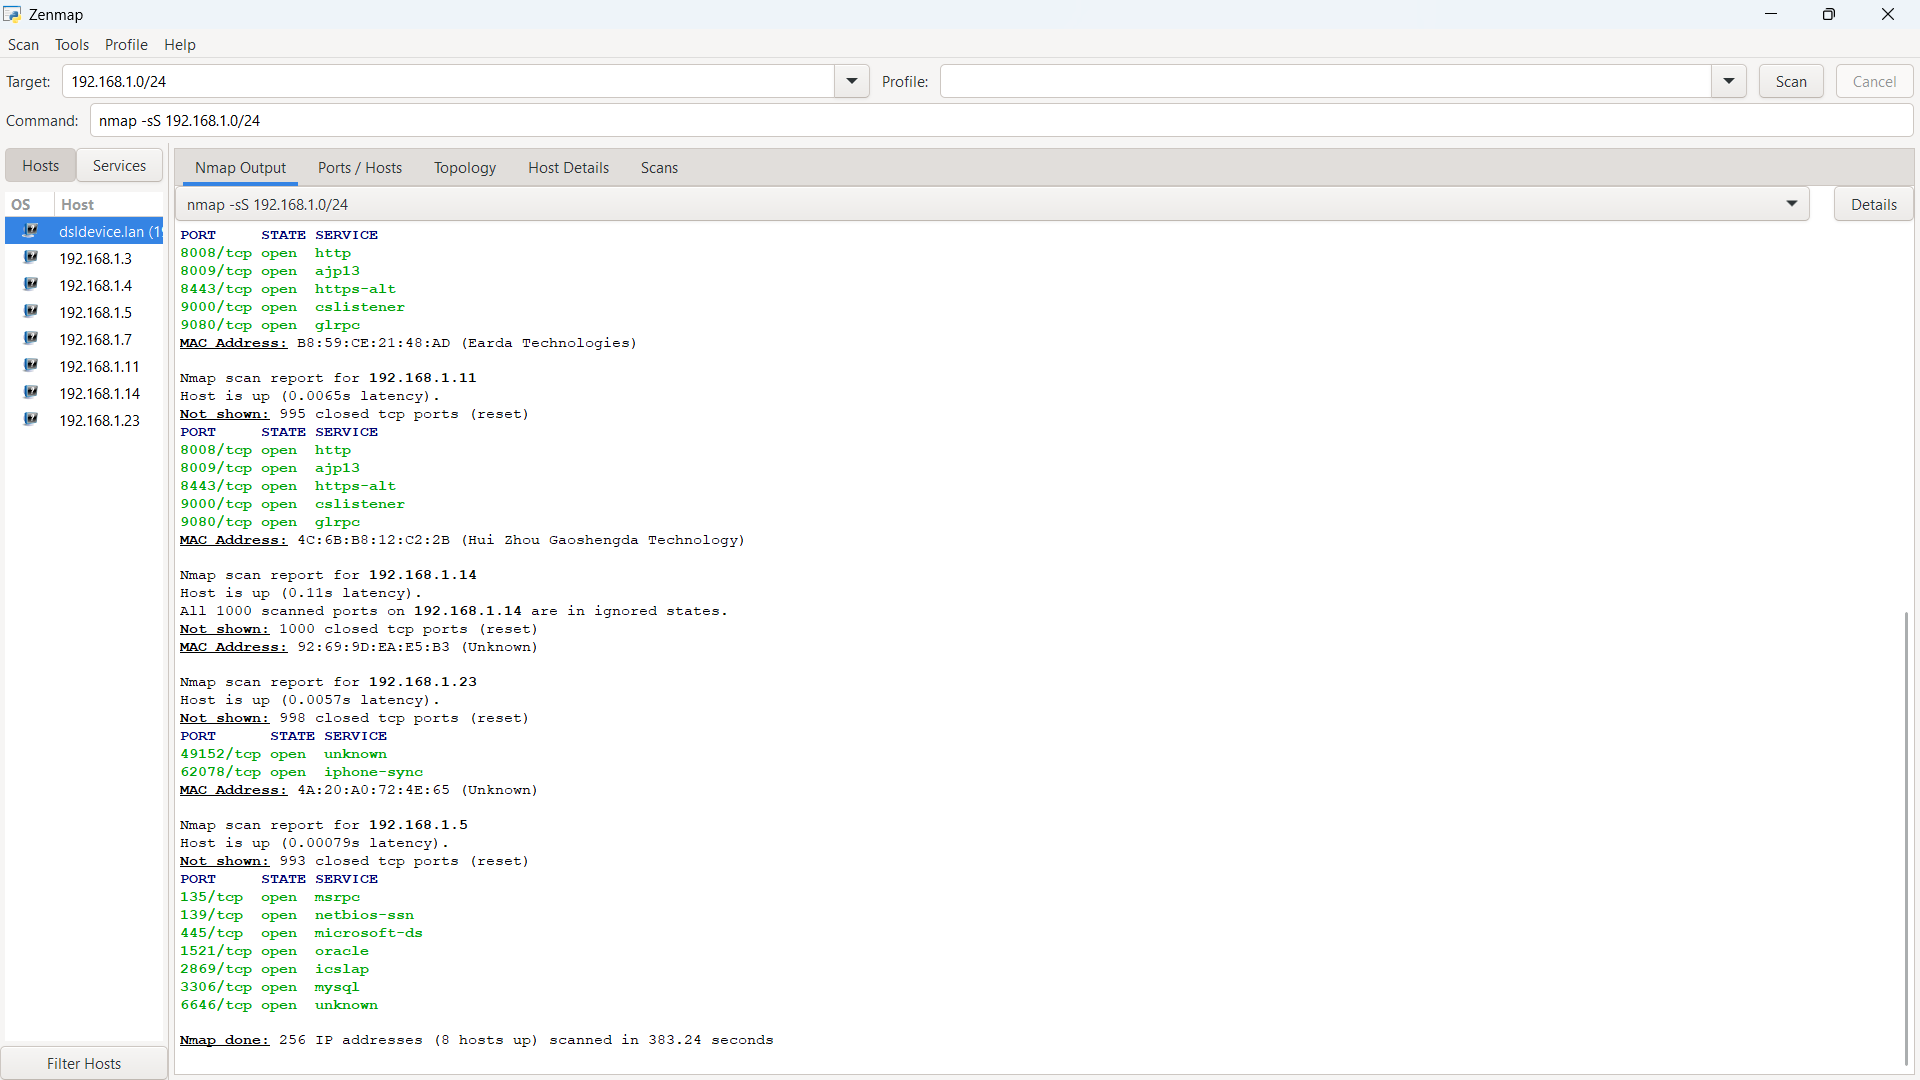 Zenmap
Scan Tools Profile Help
Target: 192.168.1.0/24 Profile: Scan Cancel
Command: nmap -sS 192.168.1.0/24
Hosts Services
Nmap Output Ports / Hosts Topology Host Details Scans
OS Host
nmap -sS 192.168.1.0/24 Details
dsldevice.lan (19
192.168.1.3
192.168.1.4
192.168.1.5
192.168.1.7
192.168.1.11
192.168.1.14
192.168.1.23
Filter Hosts
PORT STATE SERVICE
8008/tcp open http
8009/tcp open ajp13
8443/tcp open https-alt
9000/tcp open cslistener
9080/tcp open glrpc
MAC Address: B8:59:CE:21:48:AD (Earda Technologies)
Nmap scan report for 192.168.1.11
Host is up (0.0065s latency).
Not shown: 995 closed tcp ports (reset)
PORT STATE SERVICE
8008/tcp open http
8009/tcp open ajp13
8443/tcp open https-alt
9000/tcp open cslistener
9080/tcp open glrpc
MAC Address: 4C:6B:B8:12:C2:2B (Hui Zhou Gaoshengda Technology)
Nmap scan report for 192.168.1.14
Host is up (0.11s latency).
All 1000 scanned ports on 192.168.1.14 are in ignored states.
Not shown: 1000 closed tcp ports (reset)
MAC Address: 92:69:9D:EA:E5:B3 (Unknown)
Nmap scan report for 192.168.1.23
Host is up (0.0057s latency).
Not shown: 998 closed tcp ports (reset)
PORT STATE SERVICE
49152/tcp open unknown
62078/tcp open iphone-sync
MAC Address: 4A:20:A0:72:4E:65 (Unknown)
Nmap scan report for 192.168.1.5
Host is up (0.00079s latency).
Not shown: 993 closed tcp ports (reset)
PORT STATE SERVICE
135/tcp open msrpc
139/tcp open netbios-ssn
445/tcp open microsoft-ds
1521/tcp open oracle
2869/tcp open icslap
3306/tcp open mysql
6646/tcp open unknown
Nmap done: 256 IP addresses (8 hosts up) scanned in 383.24 seconds